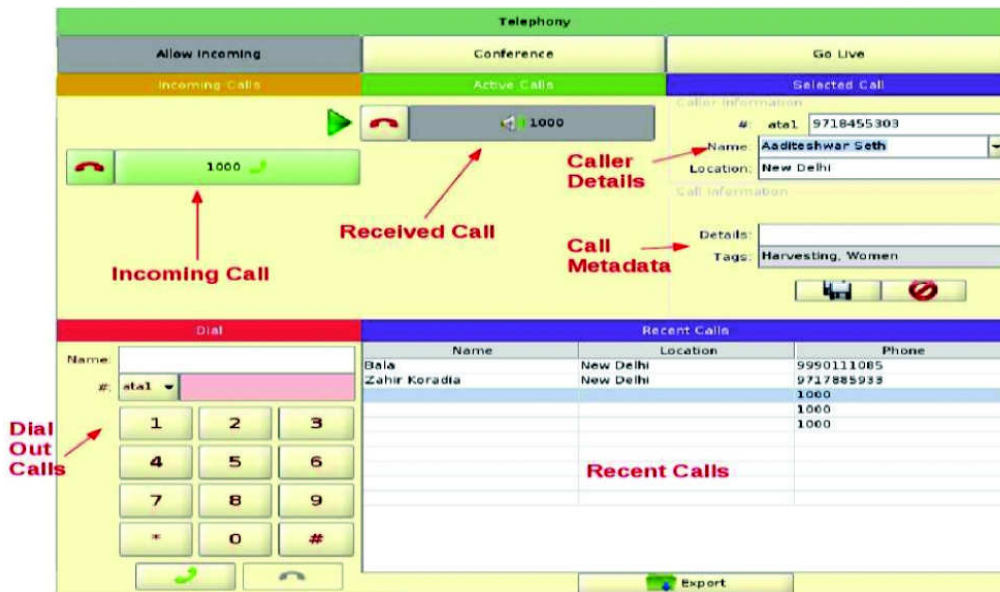 Telephony
Allow Incoming Conference Go Live
Incoming Calls Active Calls Selected Call
Caller Information
#: ata1 9718455303
1000
Name: Aaditeshwar Seth
Caller Details
Location: New Delhi
1000
Call Information
Received Call
Details:
Call Metadata
Tags: Harvesting, Women
Incoming Call
Dial Recent Calls
Name:
#: ata1
Name Location Phone
Bala New Delhi 9990111085
Zahir Koradia New Delhi 9717885933
1000
1000
1000
Dial Out Calls
1 2 3
4 5 6
7 8 9
* 0 #
Recent Calls
Export